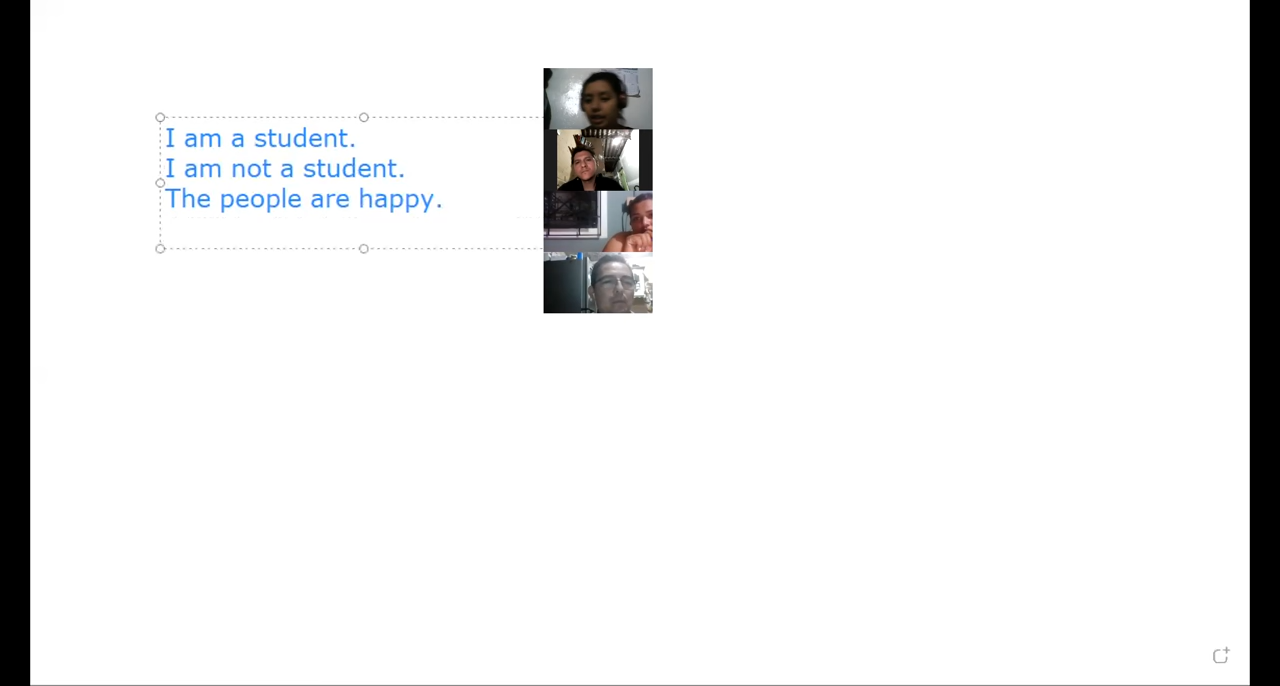 I am a student.
I am not a student.
The people are happy.